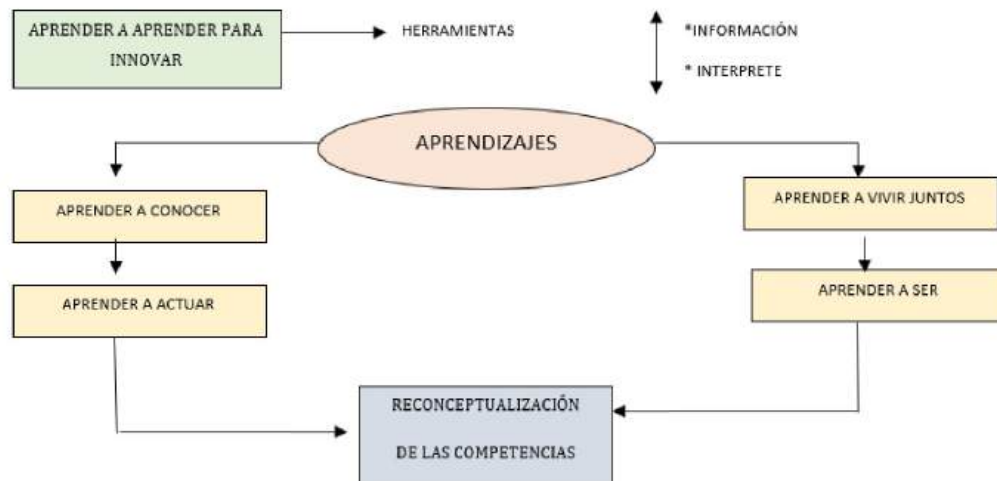 APRENDER A APRENDER PARA
INNOVAR
HERRAMIENTAS
*INFORMACIÓN
* INTERPRETE
APRENDIZAJES
APRENDER A CONOCER
APRENDER A VIVIR JUNTOS
APRENDER A ACTUAR
APRENDER A SER
RECONCEPTUALIZACIÓN
DE LAS COMPETENCIAS